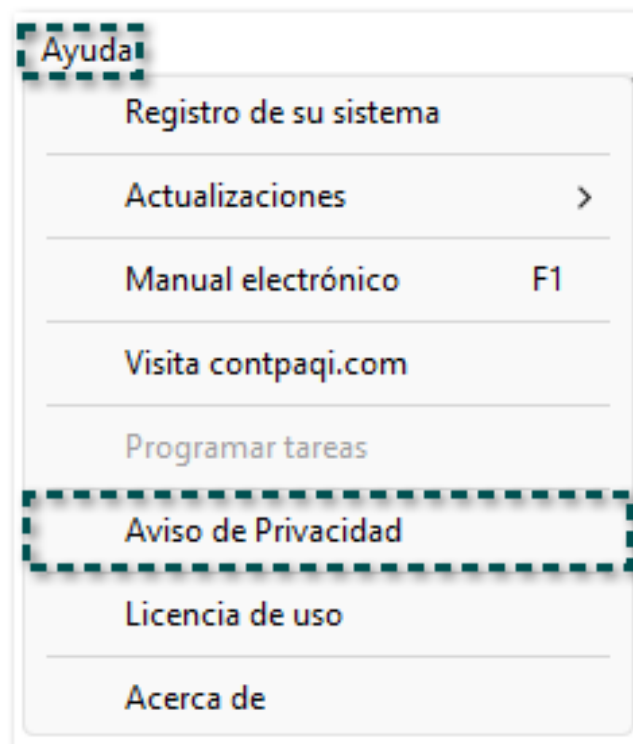 Ayuda
Registro de su sistema
Actualizaciones
Manual electrónico F1
Visita contpaqi.com
Programar tareas
Aviso de Privacidad
Licencia de uso
Acerca de